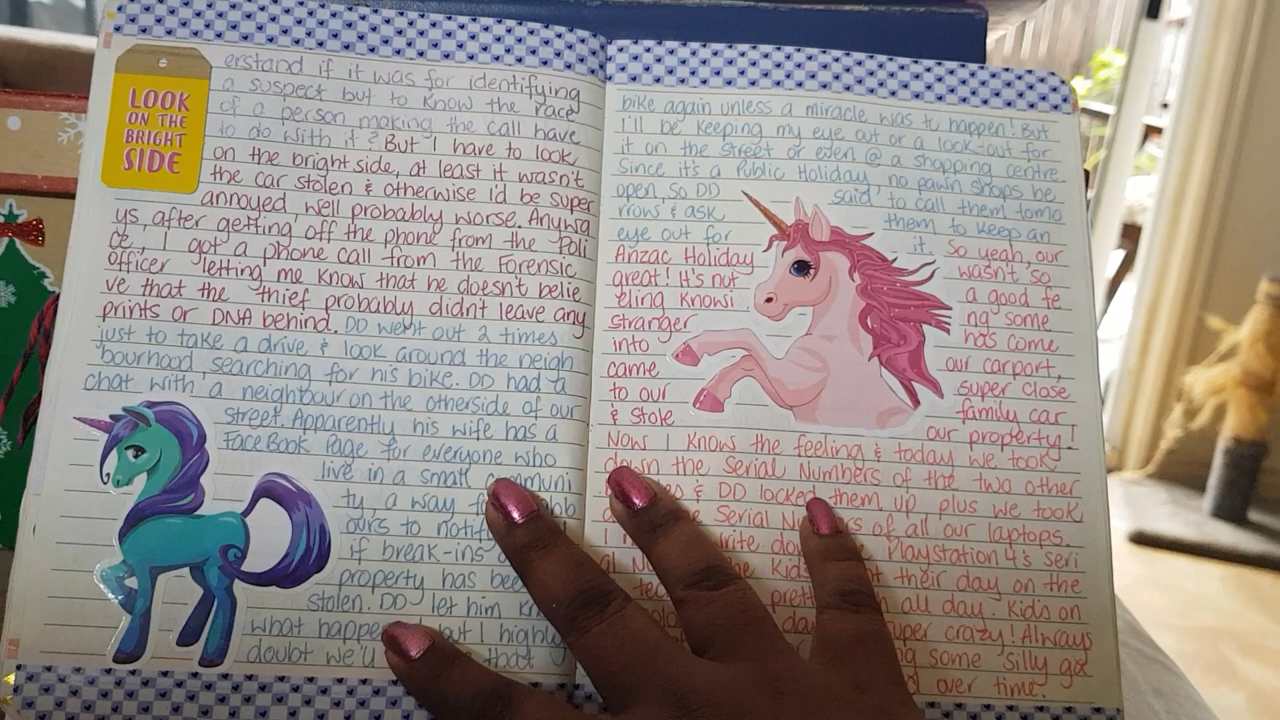 LOOK
ON THE
BRIGHT
SIDE
erstand if it was for identifying
a suspect but to know the race
of a person making the call have
to do with it? But I have to look
on the bright side, at least it wasn't
the car stolen & otherwise I'd be super
annoyed, well probably worse. Anywa
ys, after getting off the phone from the Poli
ce, I got a phone call from the Forensic
officer letting me know that he doesn't belie
ve that the thief probably didn't leave any
prints or DNA behind. DD went out 2 times
just to take a drive & look around the neigh
bourhood, searching for his bike. DD had a
chat with a neighbour on the otherside of our
street. Apparently his wife has a
FaceBook Page for everyone who
live in a small
ty, a way
ours to
if break-ins
property has
stolen. DD let him
what but I highly
doubt that
bike again unless a miracle was to happen! But
I'll be keeping my eye out or a look-out for
it on the street or even @ a shopping centre.
Since it's a Public Holiday, no pawn shops be
open, so DD said to call them tomo
rrows & ask them to keep an
eye out for it. So yeah, our
Anzac Holiday wasn't so
great! It's not a good fe
eling knowi ng some
stranger has come
into our carport,
came super close
to our family car
& stole our property!
Now I know the feeling & today we took
down the Serial Numbers of the two other
& DD locked them up plus we took
Serial of all our laptops.
I Playstation 4's seri
al the kids their day on the
all day. Kids on
super crazy! Always
some silly ga
over time.